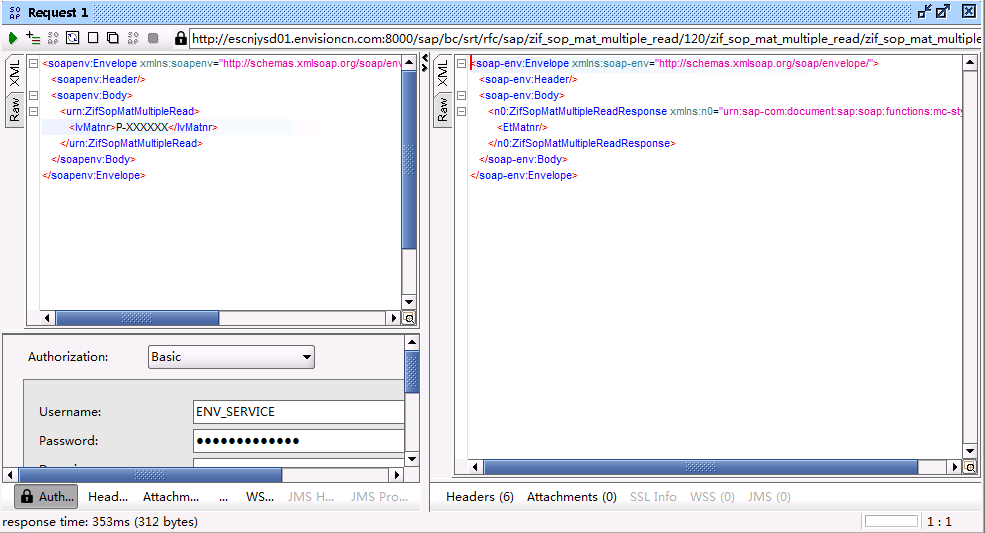 Request 1
http://escnjysd01.envisioncn.com:8000/sap/bc/srt/rfc/sap/zif_sop_mat_multiple_read/120/zif_sop_mat_multiple_read/zif_sop_mat_multiple
XML
Raw
<soapenv:Envelope xmlns:soapenv="http://schemas.xmlsoap.org/soap/env
<soapenv:Header/>
<soapenv:Body>
<urn:ZifSopMatMultipleRead>
<IvMatnr>P-XXXXXX</IvMatnr>
</urn:ZifSopMatMultipleRead>
</soapenv:Body>
</soapenv:Envelope>
Authorization:
Basic
Username:
ENV_SERVICE
Password:
●●●●●●●●●●●●●
Auth...
Head...
Attachm...
...
WS...
JMS H...
JMS Pro...
XML
Raw
<soap-env:Envelope xmlns:soap-env="http://schemas.xmlsoap.org/soap/envelope/">
<soap-env:Header/>
<soap-env:Body>
<n0:ZifSopMatMultipleReadResponse xmlns:n0="urn:sap-com:document:sap:soap:functions:mc-sty
<EtMatnr/>
</n0:ZifSopMatMultipleReadResponse>
</soap-env:Body>
</soap-env:Envelope>
Headers (6)
Attachments (0)
SSL Info
WSS (0)
JMS (0)
response time: 353ms (312 bytes)
1 : 1